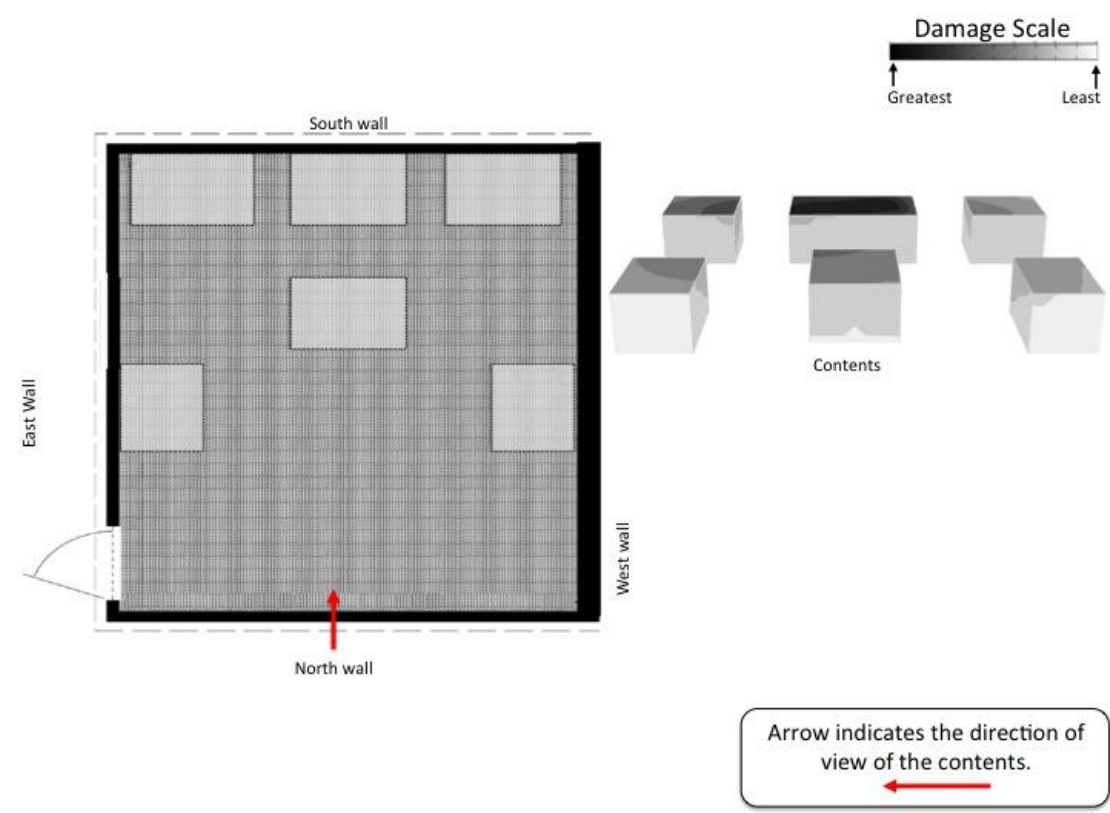 Damage Scale
Greatest
Least
South wall
East Wall
West wall
Contents
North wall
Arrow indicates the direction of
view of the contents.